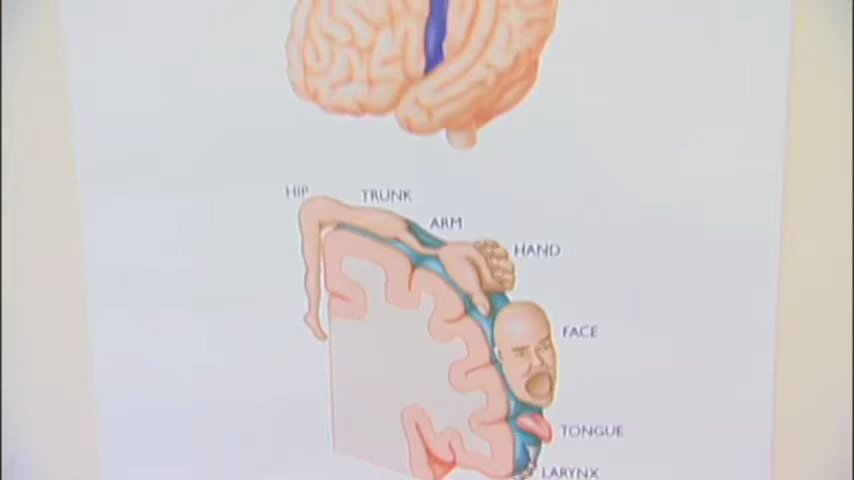 HIP
TRUNK
ARM
HAND
FACE
TONGUE
LARYNX